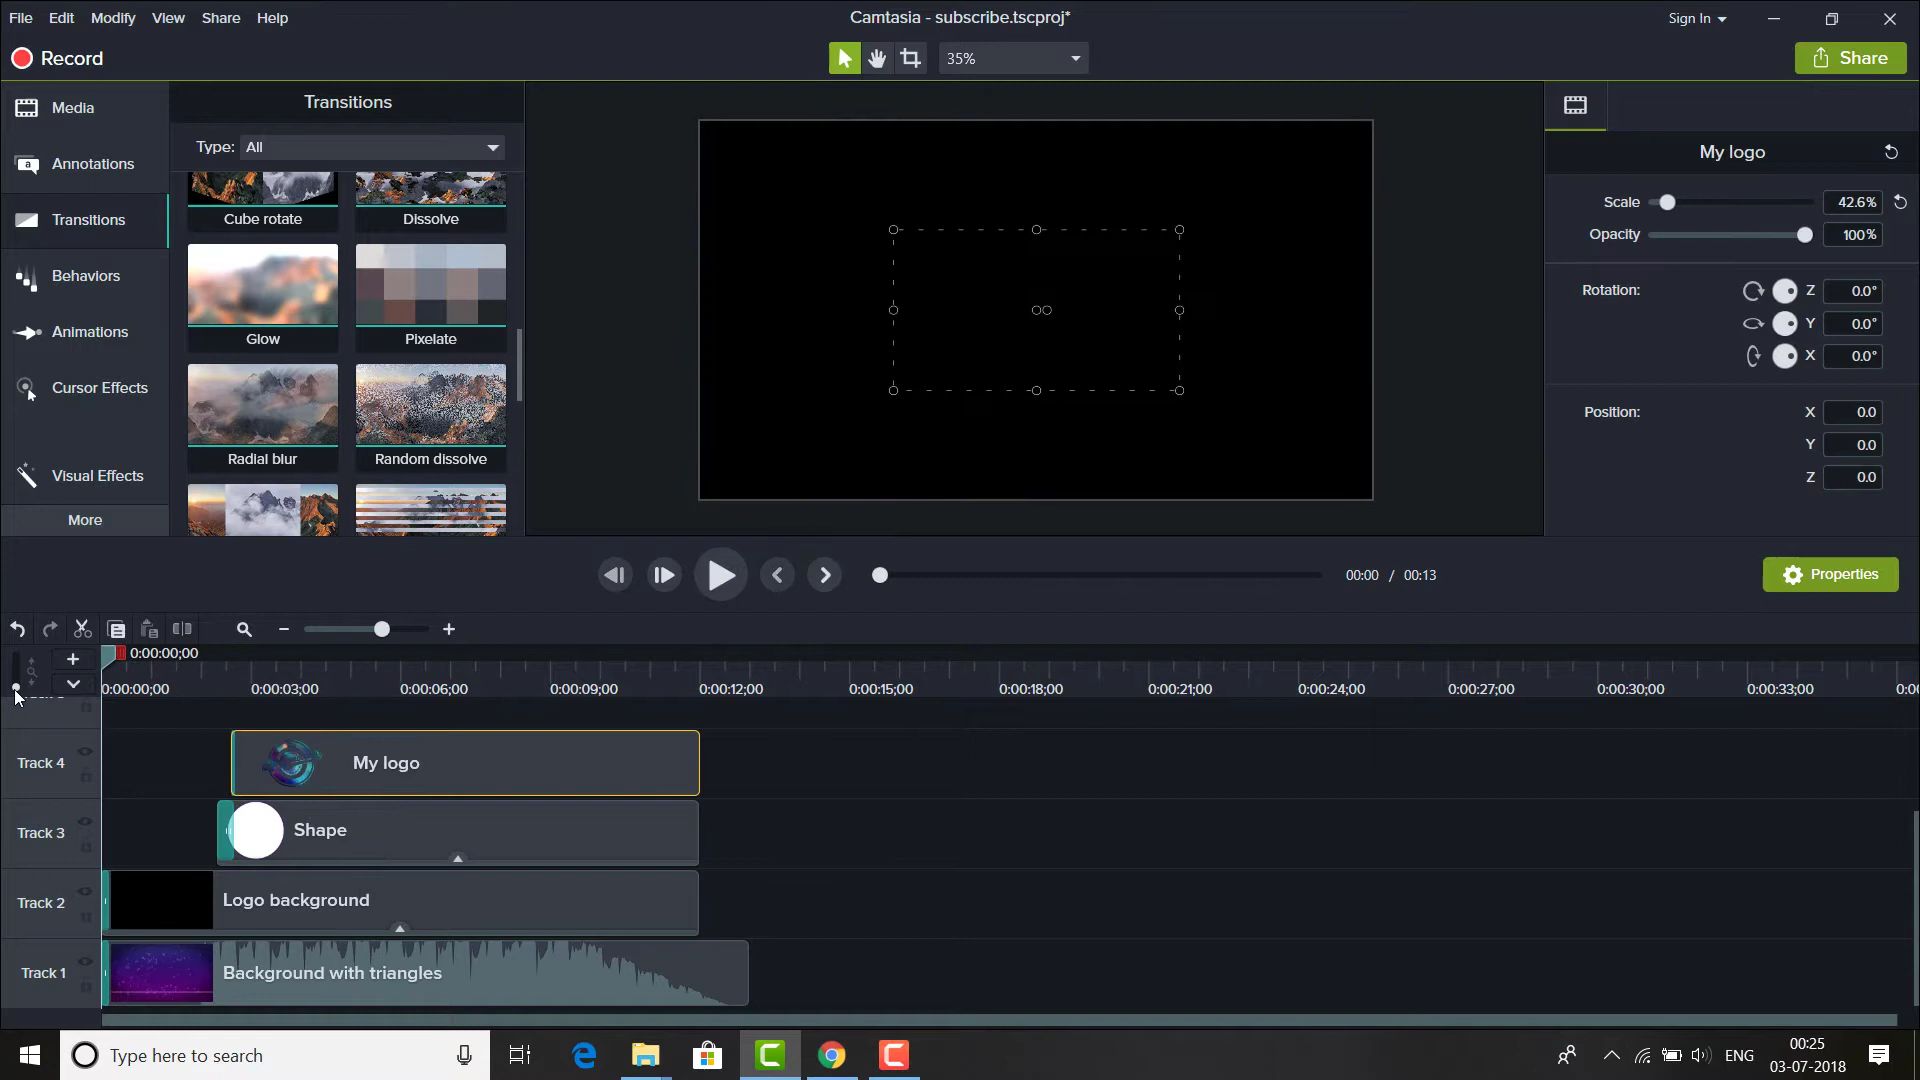 File Edit Modify View Share Help
Camtasia - subscribe.tscproj*
Sign In
Record
35%
Share
Media
Annotations
Transitions
Behaviors
Animations
Cursor Effects
Visual Effects
More
Transitions
Type: All
Cube rotate Dissolve
Glow Pixelate
Radial blur Random dissolve
My logo
Scale 42.6%
Opacity 100%
Rotation: Z 0.0°
Y 0.0°
X 0.0°
Position: X 0.0
Y 0.0
Z 0.0
00:00 / 00:13
Properties
0:00:00;00
0:00:00;00 0:00:03;00 0:00:06;00 0:00:09;00 0:00:12;00 0:00:15;00 0:00:18;00 0:00:21;00 0:00:24;00 0:00:27;00 0:00:30;00 0:00:33;00 0:00
Track 4 My logo
Track 3 Shape
Track 2 Logo background
Track 1 Background with triangles
Type here to search
ENG
00:25
03-07-2018